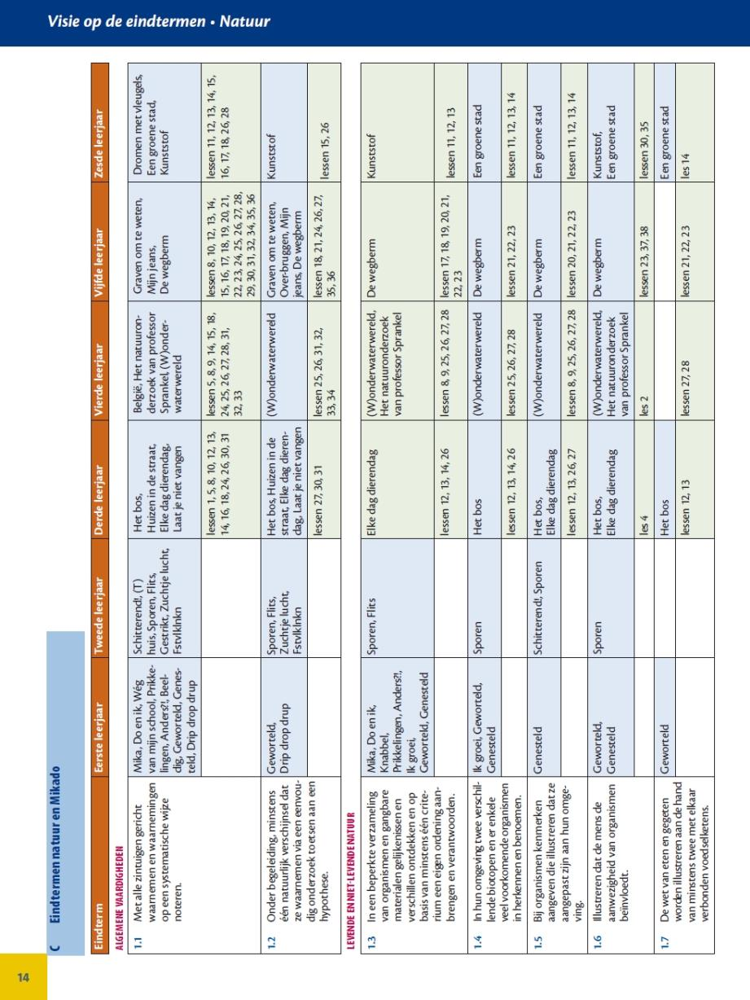 Visie op de eindtermen • Natuur
C Eindtermen natuur en Mikado
Eindterm
Eerste leerjaar
Tweede leerjaar
Derde leerjaar
Vierde leerjaar
Vijfde leerjaar
Zesde leerjaar
ALGEMENE VAARDIGHEDEN
1.1 Met alle zintuigen gericht
waarnemen en waarnemingen
op een systematische wijze
noteren.
Mika, Do en ik, Wég
van mijn school, Prikke-
lingen, Anders?!, Beel-
dig, Geworteld, Genes-
teld, Drip drop drup
Schitterend!, (T)
huis, Sporen, Flits,
Gestrikt, Zuchtje lucht,
Fstvlklnkn
Het bos,
Huizen in de straat,
Elke dag dierendag,
Laat je niet vangen
België, Het natuuron-
derzoek van professor
Sprankel, (W)onder-
waterwereld
Graven om te weten,
Mijn jeans,
De wegberm
Dromen met vleugels,
Een groene stad,
Kunststof
lessen 1, 5, 8, 10, 12, 13,
14, 16, 18, 24, 26, 30, 31
lessen 5, 8, 9, 14, 15, 18,
24, 25, 26, 27, 28, 31,
32, 33
lessen 8, 10, 12, 13, 14,
15, 16, 17, 18, 19, 20, 21,
22, 23, 24, 25, 26, 27, 28,
29, 30, 31, 32, 34, 35, 36
lessen 11, 12, 13, 14, 15,
16, 17, 18, 26, 28
1.2 Onder begeleiding, minstens
één natuurlijk verschijnsel dat
ze waarnemen via een eenvou-
dig onderzoek toetsen aan een
hypothese.
Geworteld,
Drip drop drup
Sporen, Flits,
Zuchtje lucht,
Fstvlklnkn
Het bos, Huizen in de
straat, Elke dag dieren-
dag, Laat je niet vangen
(W)onderwaterwereld
Graven om te weten,
Over-bruggen, Mijn
jeans, De wegberm
Kunststof
lessen 27, 30, 31
lessen 25, 26, 31, 32,
33, 34
lessen 18, 21, 24, 26, 27,
35, 36
lessen 15, 26
LEVENDE EN NIET-LEVENDE NATUUR
1.3 In een beperkte verzameling
van organismen en gangbare
materialen gelijkenissen en
verschillen ontdekken en op
basis van minstens één crite-
rium een eigen ordening aan-
brengen en verantwoorden.
Mika, Do en ik,
Knabbel,
Prikkelingen, Anders?!,
Ik groei,
Geworteld, Genesteld
Sporen, Flits
Elke dag dierendag
(W)onderwaterwereld,
Het natuuronderzoek
van professor Sprankel
De wegberm
Kunststof
lessen 12, 13, 14, 26
lessen 8, 9, 25, 26, 27, 28
lessen 17, 18, 19, 20, 21,
22, 23
lessen 11, 12, 13
1.4 In hun omgeving twee verschil-
lende biotopen en er enkele
veel voorkomende organismen
in herkennen en benoemen.
Ik groei, Geworteld,
Genesteld
Sporen
Het bos
(W)onderwaterwereld
De wegberm
Een groene stad
lessen 12, 13, 14, 26
lessen 25, 26, 27, 28
lessen 21, 22, 23
lessen 11, 12, 13, 14
1.5 Bij organismen kenmerken
aangeven die illustreren dat ze
aangepast zijn aan hun omge-
ving.
Genesteld
Schitterend!, Sporen
Het bos,
Elke dag dierendag
(W)onderwaterwereld
De wegberm
Een groene stad
lessen 12, 13, 26, 27
lessen 8, 9, 25, 26, 27, 28
lessen 20, 21, 22, 23
lessen 11, 12, 13, 14
1.6 Illustreren dat de mens de
aanwezigheid van organismen
beïnvloedt.
Geworteld,
Genesteld
Sporen
Het bos,
Elke dag dierendag
(W)onderwaterwereld,
Het natuuronderzoek
van professor Sprankel
De wegberm
Kunststof,
Een groene stad
les 4
les 2
lessen 23, 37, 38
lessen 30, 35
1.7 De wet van eten en gegeten
worden illustreren aan de hand
van minstens twee met elkaar
verbonden voedselketens.
Geworteld
Het bos
Een groene stad
lessen 12, 13
lessen 27, 28
lessen 21, 22, 23
les 14
14